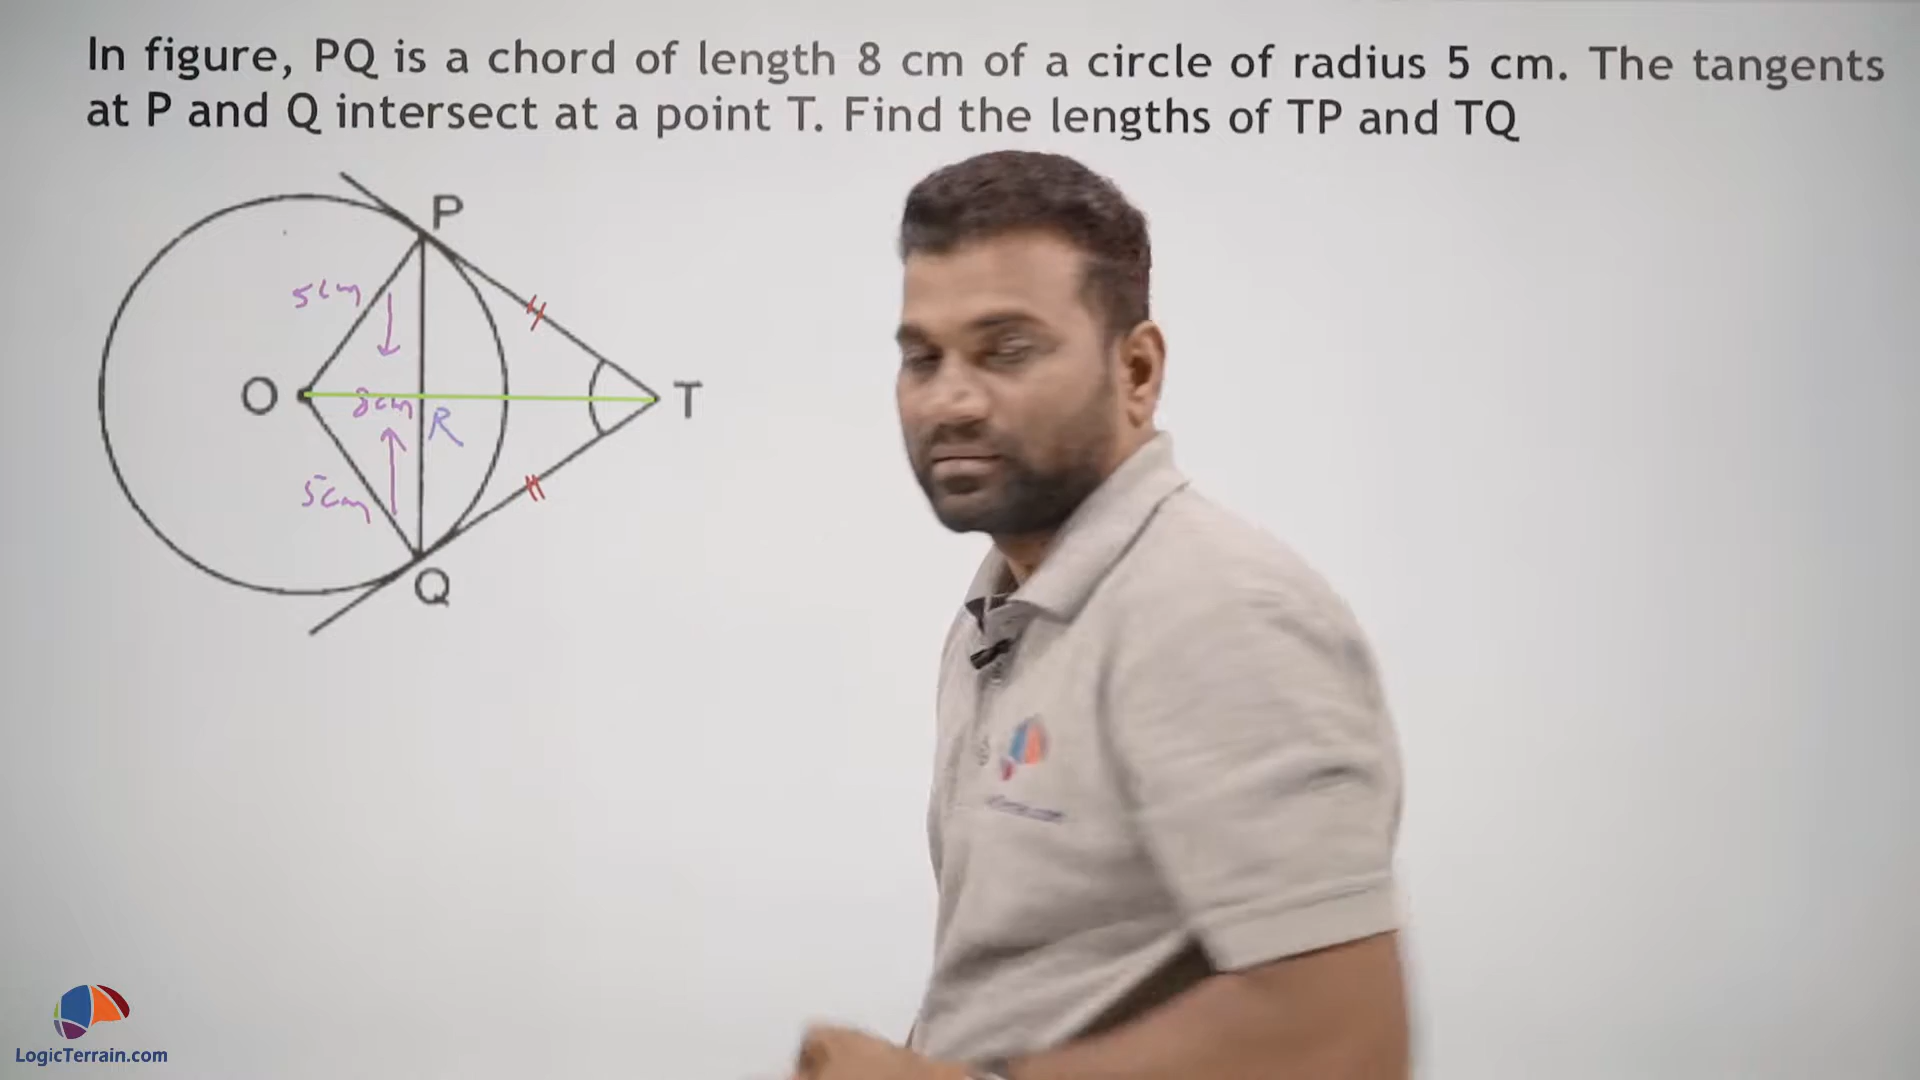 In figure, PQ is a chord of length 8 cm of a circle of radius 5 cm. The tangents
at P and Q intersect at a point T. Find the lengths of TP and TQ
P
5cm
O
8cm
R
T
5cm
Q
LogicTerrain.com